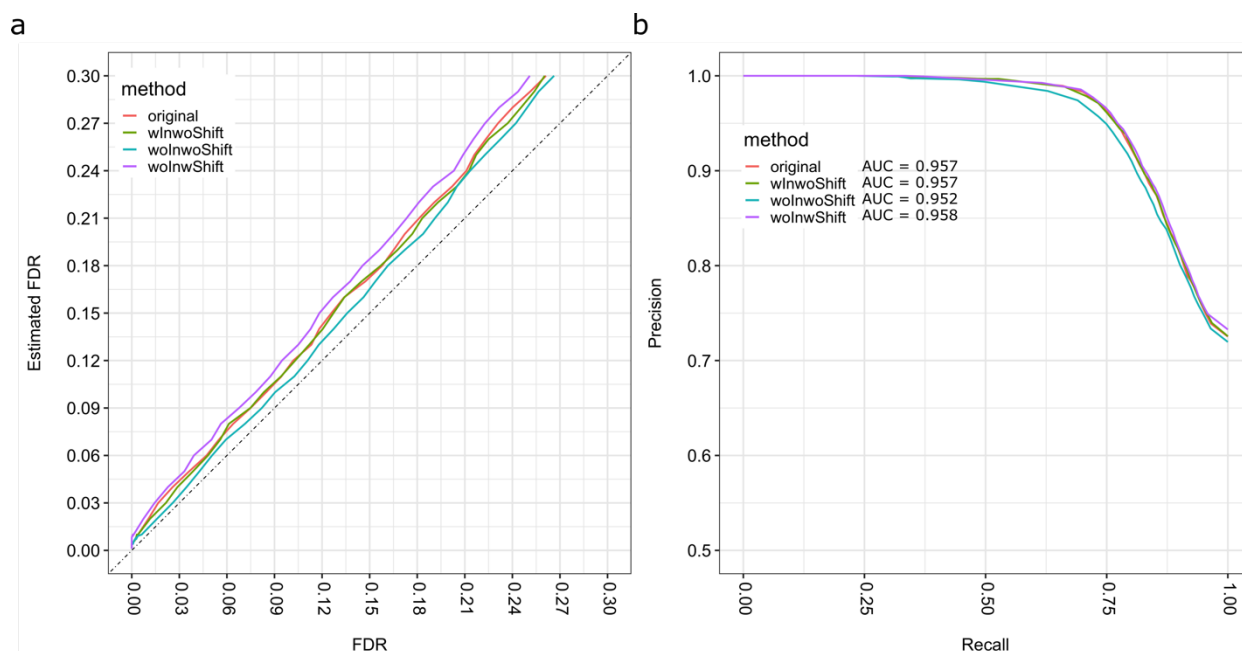 a
0.30
0.27
0.24
0.21
0.18
0.15
0.12
0.09
0.06
0.03
0.00
Estimated FDR
method
original
wInwoShift
woInwoShift
woInwShift
0.00
0.03
0.06
0.09
0.12
0.15
0.18
0.21
0.24
0.27
0.30
FDR
b
1.0
0.9
0.8
0.7
0.6
0.5
Precision
method
original AUC = 0.957
wInwoShift AUC = 0.957
woInwoShift AUC = 0.952
woInwShift AUC = 0.958
0.00
0.25
0.50
0.75
1.00
Recall